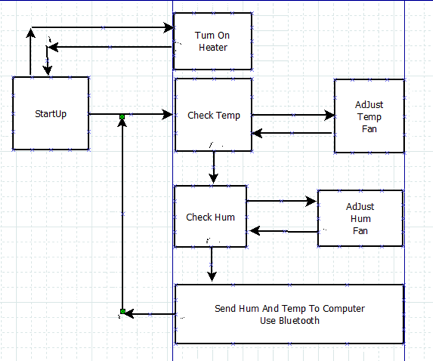 Turn On
Heater
StartUp
Check Temp
AdJust
Temp
Fan
Check Hum
AdJust
Hum
Fan
Send Hum And Temp To Computer
Use Bluetooth